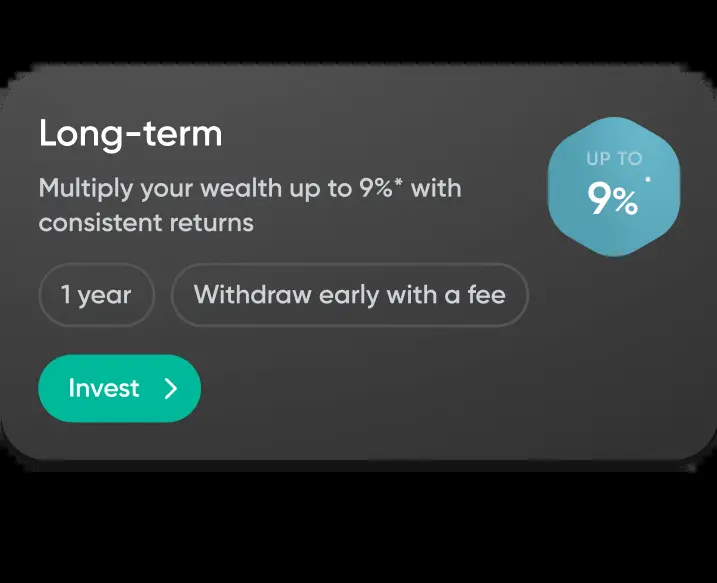 Long-term
Multiply your wealth up to 9%* with
consistent returns
UP TO
9%*
1 year
Withdraw early with a fee
Invest